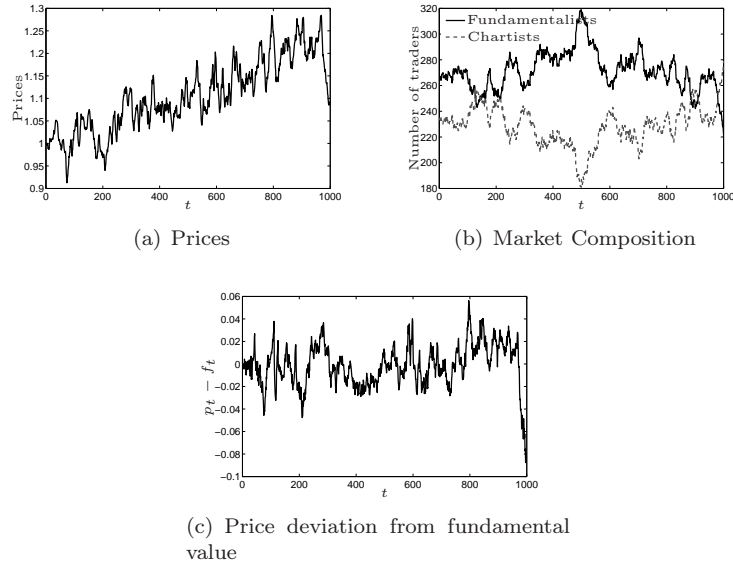 1.3
1.25
1.2
1.15
1.1
1.05
1
0.95
0.9
Prices
0 200 400 600 800 1000
t
(a) Prices
320
300
280
260
240
220
200
180
Number of traders
Fundamentalists
Chartists
0 200 400 600 800 1000
t
(b) Market Composition
0.06
0.04
0.02
0
−0.02
−0.04
−0.06
−0.08
−0.1
pt − ft
0 200 400 600 800 1000
t
(c) Price deviation from fundamental
value